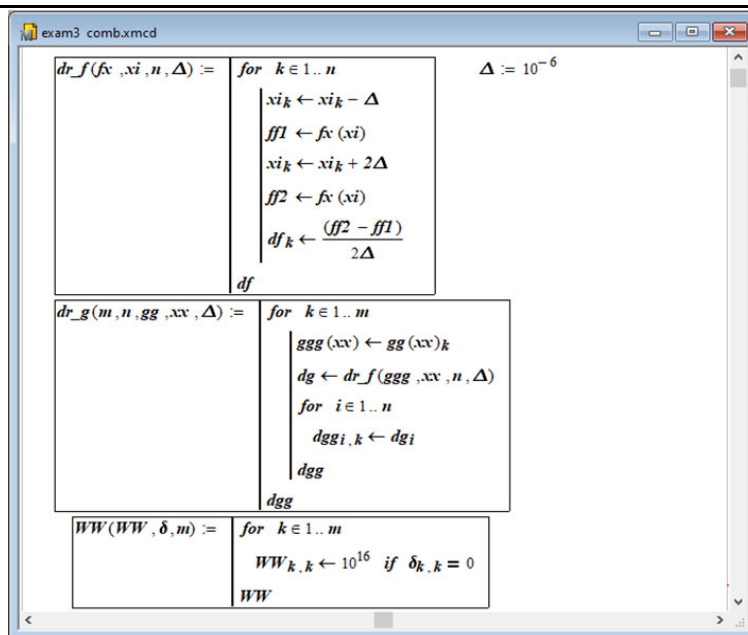 exam3 comb.xmcd
dr_f(fx, xi, n, Δ) :=
for k ∈ 1 .. n
xi_k ← xi_k − Δ
ff1 ← fx(xi)
xi_k ← xi_k + 2Δ
ff2 ← fx(xi)
df_k ← (ff2 − ff1) / 2Δ
df
Δ := 10^−6
dr_g(m, n, gg, xx, Δ) :=
for k ∈ 1 .. m
ggg(xx) ← gg(xx)_k
dg ← dr_f(ggg, xx, n, Δ)
for i ∈ 1 .. n
dgg_i,k ← dg_i
dgg
dgg
WW(WW, δ, m) :=
for k ∈ 1 .. m
WW_k,k ← 10^16 if δ_k,k = 0
WW